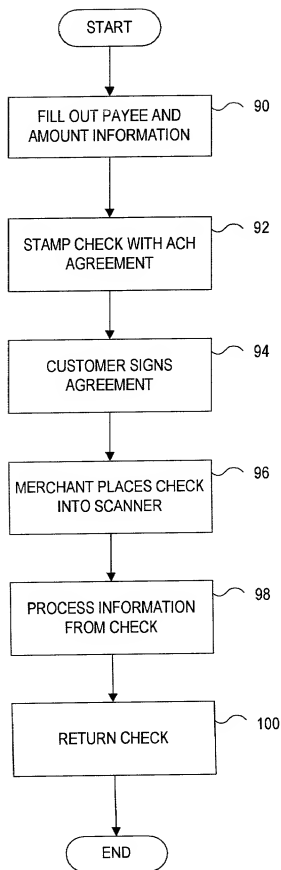 START
FILL OUT PAYEE AND
AMOUNT INFORMATION
90
STAMP CHECK WITH ACH
AGREEMENT
92
CUSTOMER SIGNS
AGREEMENT
94
MERCHANT PLACES CHECK
INTO SCANNER
96
PROCESS INFORMATION
FROM CHECK
98
RETURN CHECK
100
END